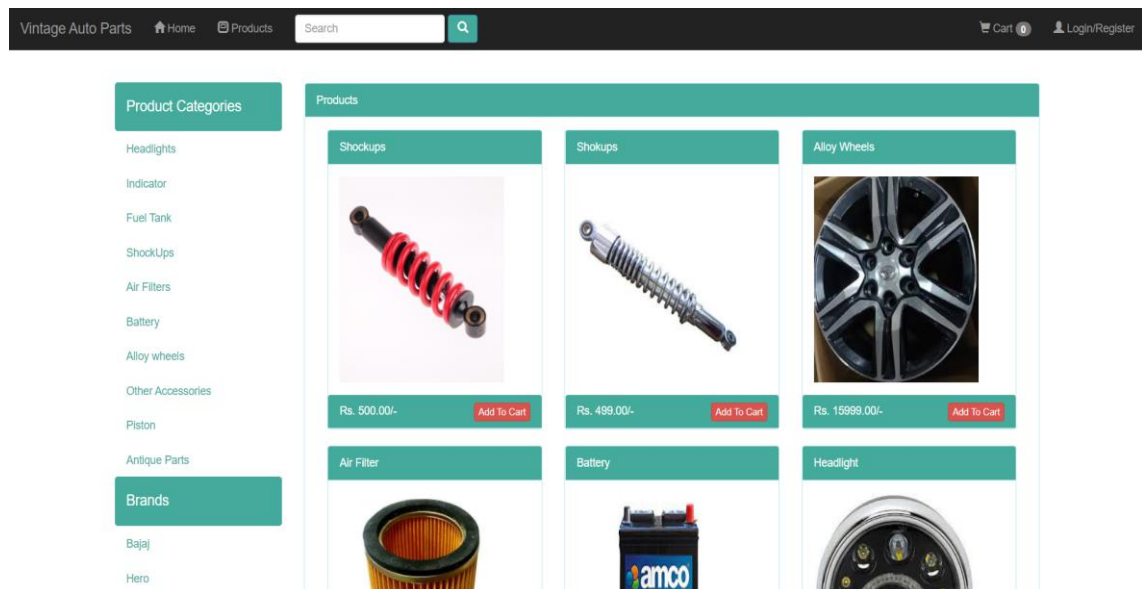 Vintage Auto Parts Home Products Search Cart 0 Login/Register
Product Categories
Headlights
Indicator
Fuel Tank
ShockUps
Air Filters
Battery
Alloy wheels
Other Accessories
Piston
Antique Parts
Brands
Bajaj
Hero
Products
Shockups
Rs. 500.00/- Add To Cart
Shokups
Rs. 499.00/- Add To Cart
Alloy Wheels
Rs. 15999.00/- Add To Cart
Air Filter
Battery
amco
Headlight